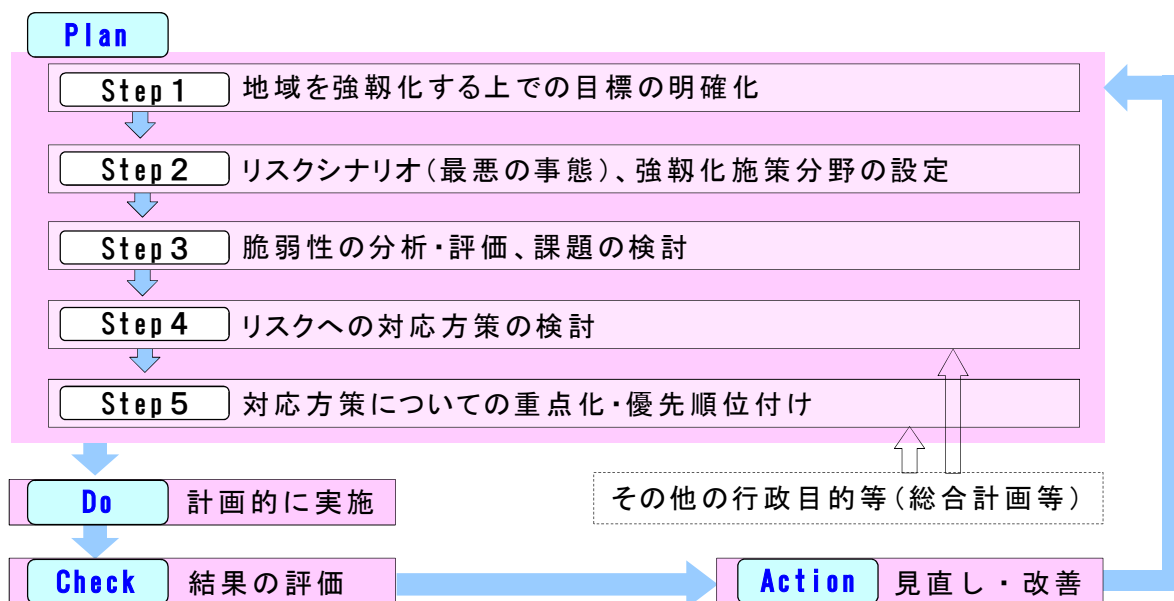 Plan
Step1 地域を強靱化する上での目標の明確化
Step2 リスクシナリオ(最悪の事態)、強靱化施策分野の設定
Step3 脆弱性の分析・評価、課題の検討
Step4 リスクへの対応方策の検討
Step5 対応方策についての重点化・優先順位付け
Do 計画的に実施
その他の行政目的等(総合計画等)
Check 結果の評価
Action 見直し・改善